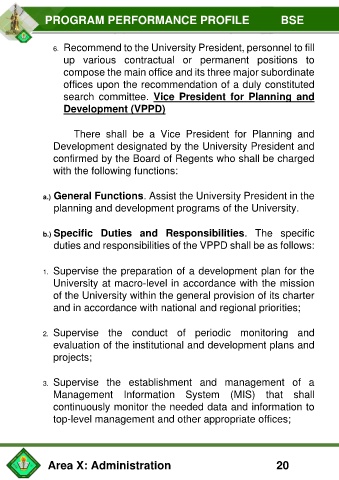 PROGRAM PERFORMANCE PROFILE BSE
6. Recommend to the University President, personnel to fill
up various contractual or permanent positions to
compose the main office and its three major subordinate
offices upon the recommendation of a duly constituted
search committee. Vice President for Planning and
Development (VPPD)
There shall be a Vice President for Planning and
Development designated by the University President and
confirmed by the Board of Regents who shall be charged
with the following functions:
a.) General Functions. Assist the University President in the
planning and development programs of the University.
b.) Specific Duties and Responsibilities. The specific
duties and responsibilities of the VPPD shall be as follows:
1. Supervise the preparation of a development plan for the
University at macro-level in accordance with the mission
of the University within the general provision of its charter
and in accordance with national and regional priorities;
2. Supervise the conduct of periodic monitoring and
evaluation of the institutional and development plans and
projects;
3. Supervise the establishment and management of a
Management Information System (MIS) that shall
continuously monitor the needed data and information to
top-level management and other appropriate offices;
Area X: Administration 20